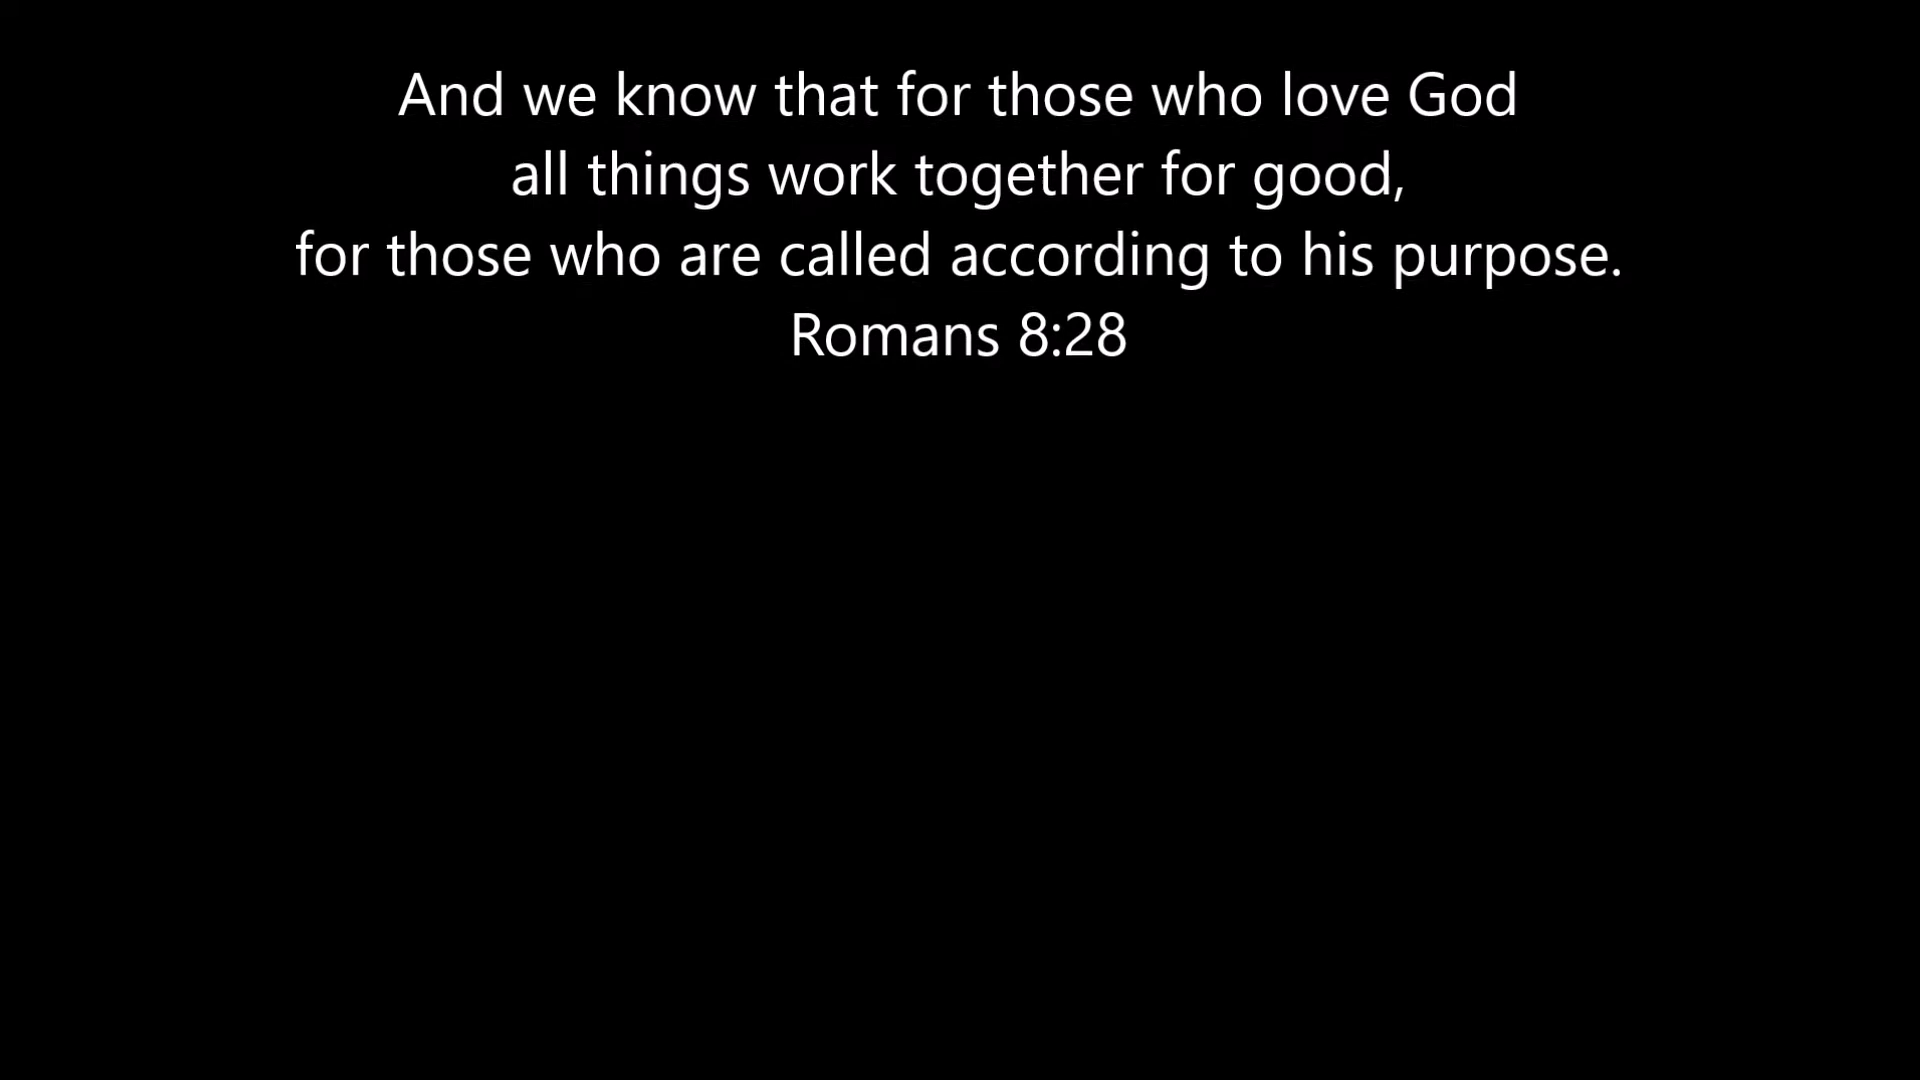 And we know that for those who love God
all things work together for good,
for those who are called according to his purpose.
Romans 8:28